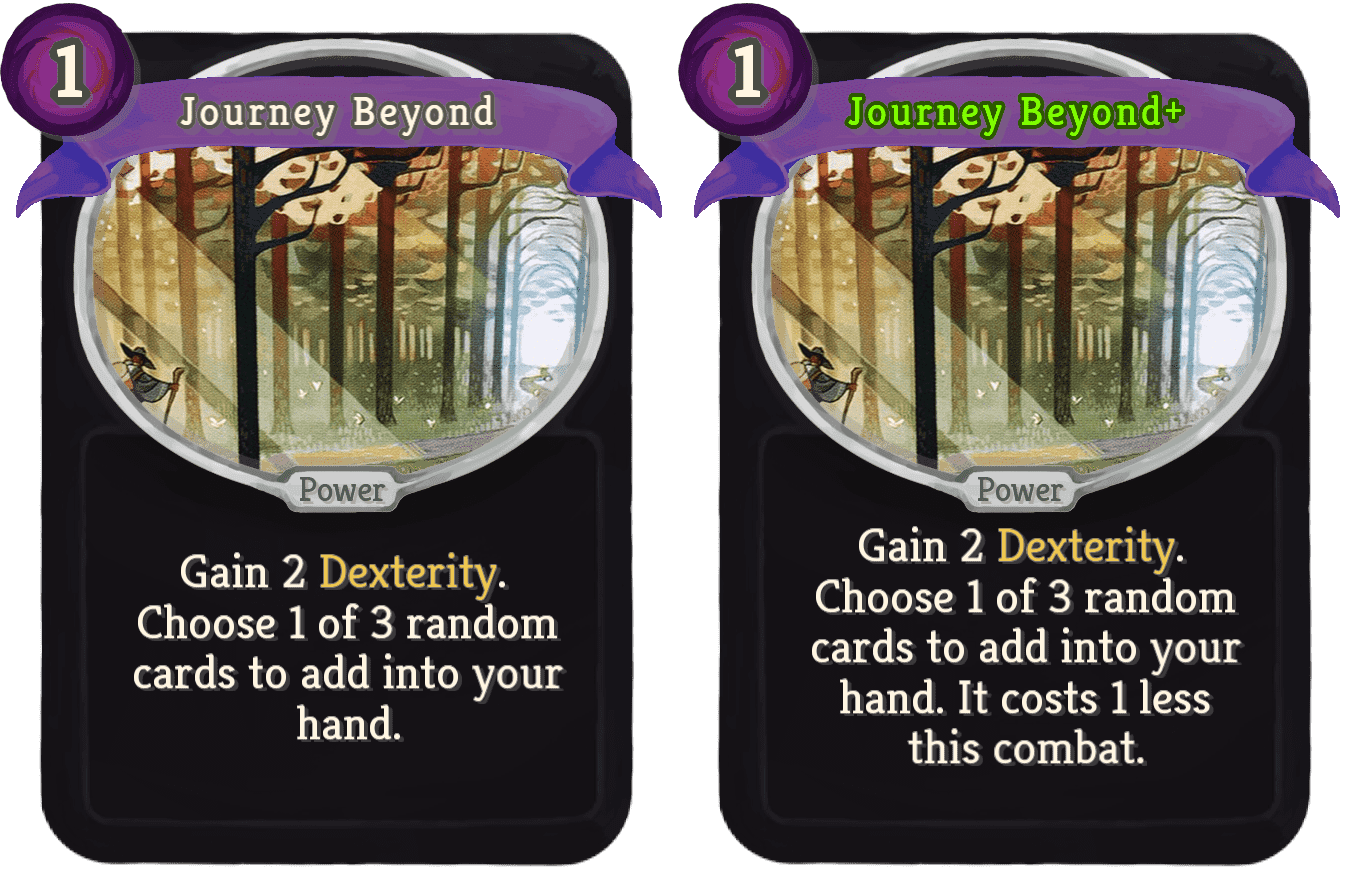 1
Journey Beyond
Power
Gain 2 Dexterity.
Choose 1 of 3 random
cards to add into your
hand.
1
Journey Beyond+
Power
Gain 2 Dexterity.
Choose 1 of 3 random
cards to add into your
hand. It costs 1 less
this combat.